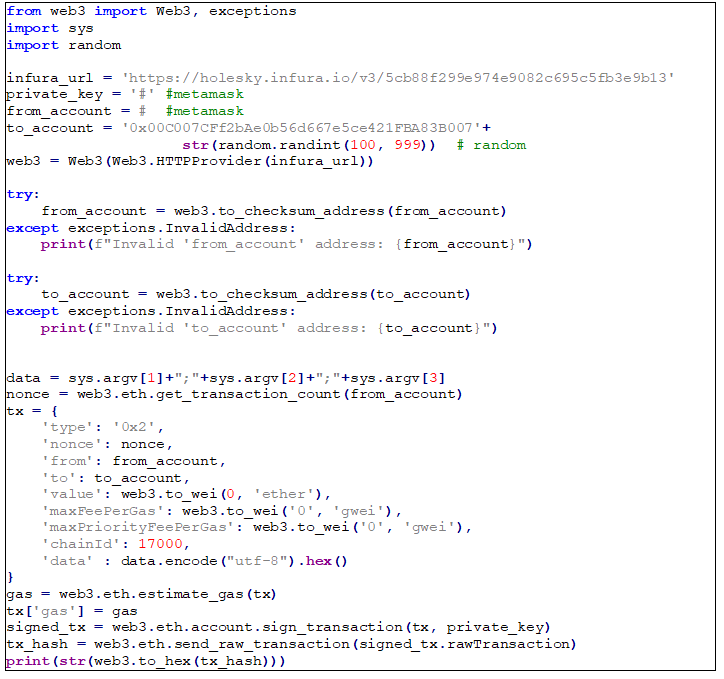 from web3 import Web3, exceptions
import sys
import random
infura_url = 'https://holesky.infura.io/v3/5cb88f299e974e9082c695c5fb3e9b13'
private_key = '#' #metamask
from_account = #  #metamask
to_account = '0x00C007CFf2bAe0b56d667e5ce421FBA83B007'+
                    str(random.randint(100, 999))  # random
web3 = Web3(Web3.HTTPProvider(infura_url))
try:
    from_account = web3.to_checksum_address(from_account)
except exceptions.InvalidAddress:
    print(f"Invalid 'from_account' address: {from_account}")
try:
    to_account = web3.to_checksum_address(to_account)
except exceptions.InvalidAddress:
    print(f"Invalid 'to_account' address: {to_account}")
data = sys.argv[1]+";"+sys.argv[2]+";"+sys.argv[3]
nonce = web3.eth.get_transaction_count(from_account)
tx = {
    'type': '0x2',
    'nonce': nonce,
    'from': from_account,
    'to': to_account,
    'value': web3.to_wei(0, 'ether'),
    'maxFeePerGas': web3.to_wei('0', 'gwei'),
    'maxPriorityFeePerGas': web3.to_wei('0', 'gwei'),
    'chainId': 17000,
    'data' : data.encode("utf-8").hex()
}
gas = web3.eth.estimate_gas(tx)
tx['gas'] = gas
signed_tx = web3.eth.account.sign_transaction(tx, private_key)
tx_hash = web3.eth.send_raw_transaction(signed_tx.rawTransaction)
print(str(web3.to_hex(tx_hash)))